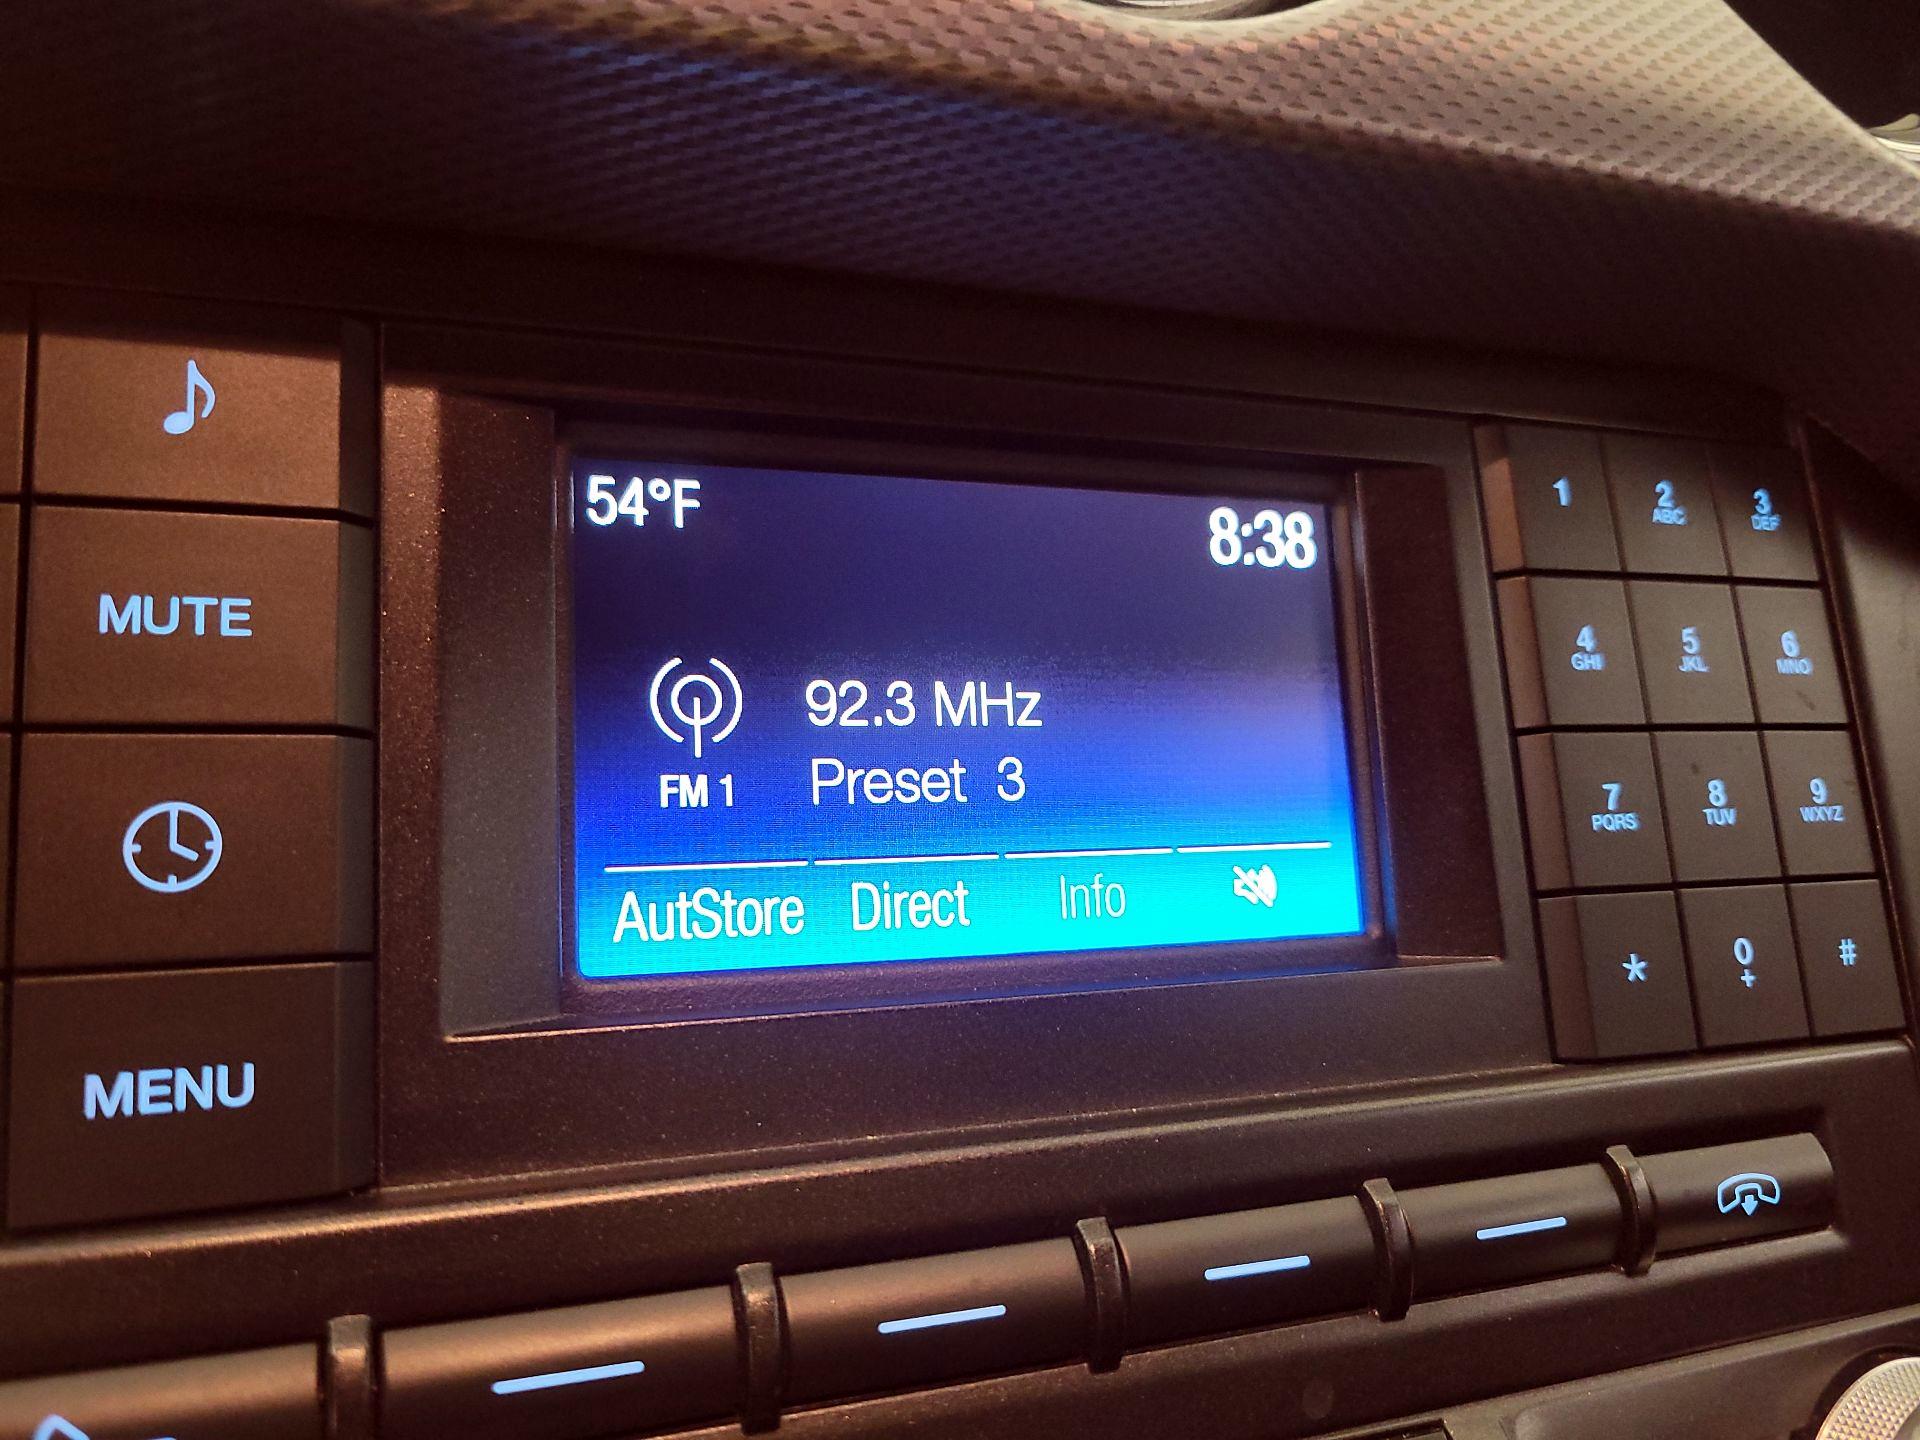 54°F
8:38
92.3 MHz
FM 1
Preset 3
AutStore Direct Info
MUTE
MENU
1 2 3
ABC DEF
4 5 6
GHI JKL MNO
7 8 9
PQRS TUV WXYZ
* 0 #
+